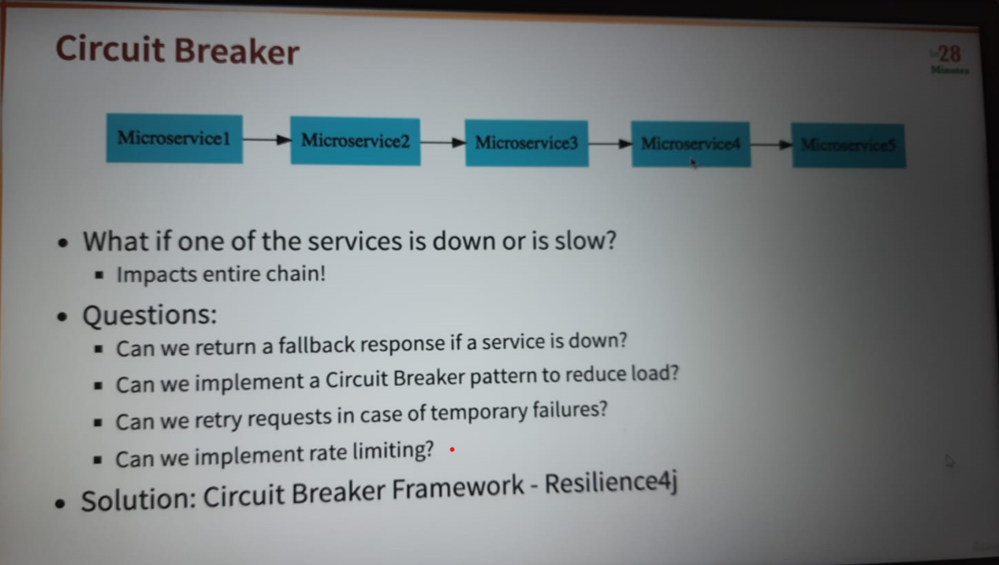 Circuit Breaker
28
Minutes
Microservice1
Microservice2
Microservice3
Microservice4
Microservice5
What if one of the services is down or is slow?
Impacts entire chain!
Questions:
Can we return a fallback response if a service is down?
Can we implement a Circuit Breaker pattern to reduce load?
Can we retry requests in case of temporary failures?
Can we implement rate limiting?
Solution: Circuit Breaker Framework - Resilience4j